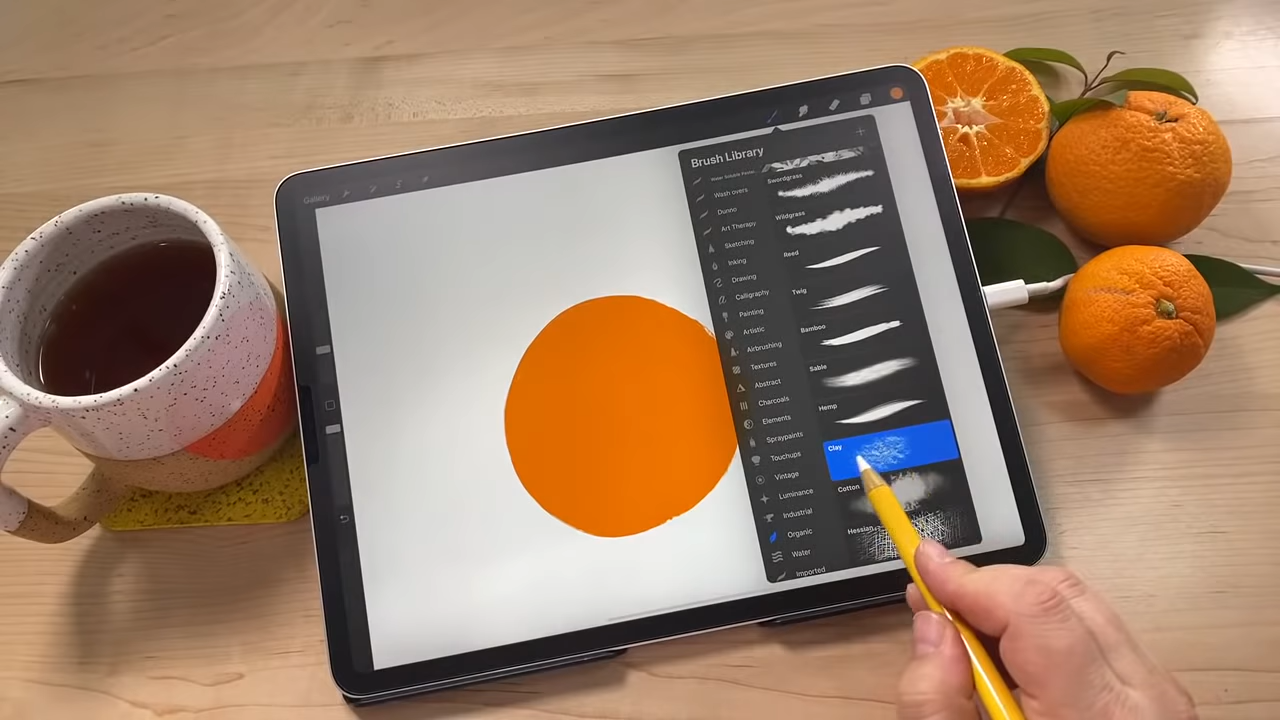 Gallery
Brush Library
Wash overs
Dunno
Art Therapy
Sketching
Inking
Drawing
Calligraphy
Painting
Artistic
Airbrushing
Textures
Abstract
Charcoals
Elements
Spraypaints
Touchups
Vintage
Luminance
Industrial
Organic
Water
Imported
Swordgrass
Wildgrass
Reed
Twig
Bamboo
Sable
Hemp
Clay
Cotton
Hessian